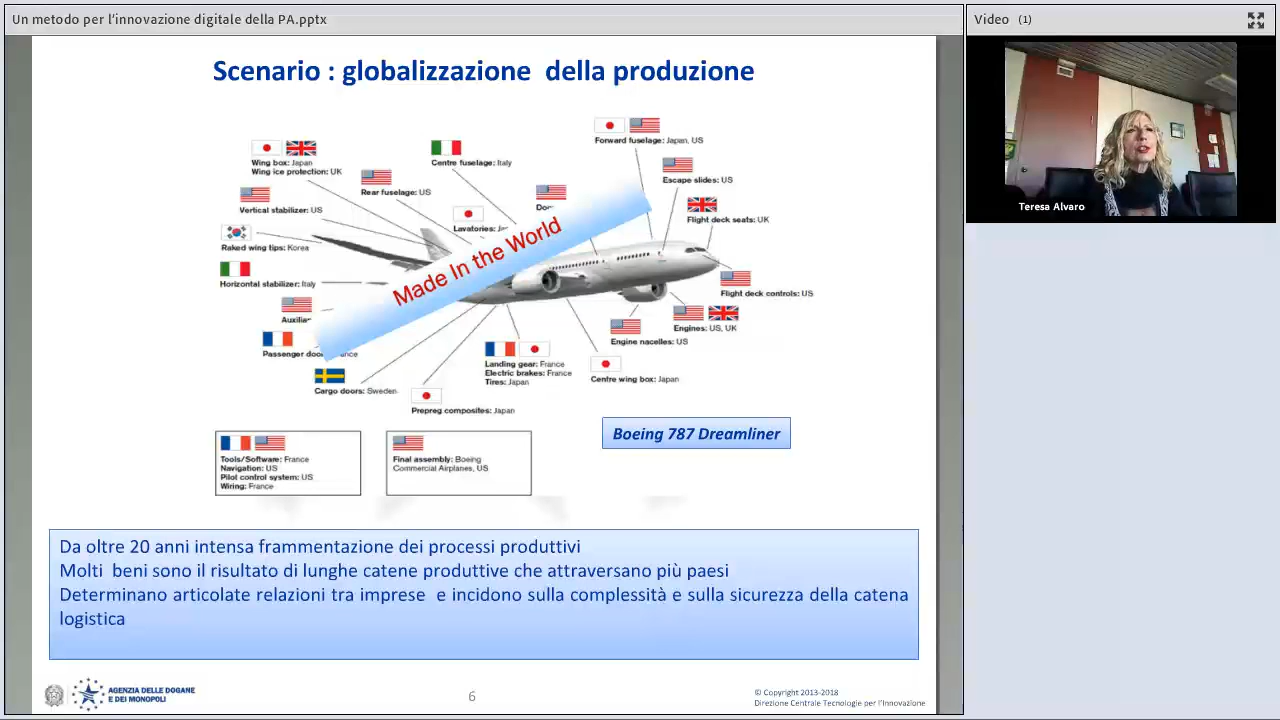 Un metodo per l'innovazione digitale della PA.pptx
Video (1)
Teresa Alvaro
Scenario : globalizzazione della produzione
Wing box: Japan
Wing ice protection: UK
Centre fuselage: Italy
Forward fuselage: Japan, US
Rear fuselage: US
Escape slides: US
Vertical stabilizer: US
Flight deck seats: UK
Lavatories:
Raked wing tips: Korea
Made In the World
Horizontal stabilizer: Italy
Flight deck controls: US
Engines: US, UK
Engine nacelles: US
Passenger
Landing gear: France
Electric brakes: France
Tires: Japan
Centre wing box: Japan
Cargo doors: Sweden
Prepreg composites: Japan
Boeing 787 Dreamliner
Tools/Software: France
Navigation: US
Pilot control system: US
Wiring: France
Final assembly: Boeing
Commercial Airplanes, US
Da oltre 20 anni intensa frammentazione dei processi produttivi
Molti beni sono il risultato di lunghe catene produttive che attraversano più paesi
Determinano articolate relazioni tra imprese e incidono sulla complessità e sulla sicurezza della catena
logistica
AGENZIA DELLE DOGANE
E DEI MONOPOLI
6
© Copyright 2013-2018
Direzione Centrale Tecnologie per l'Innovazione